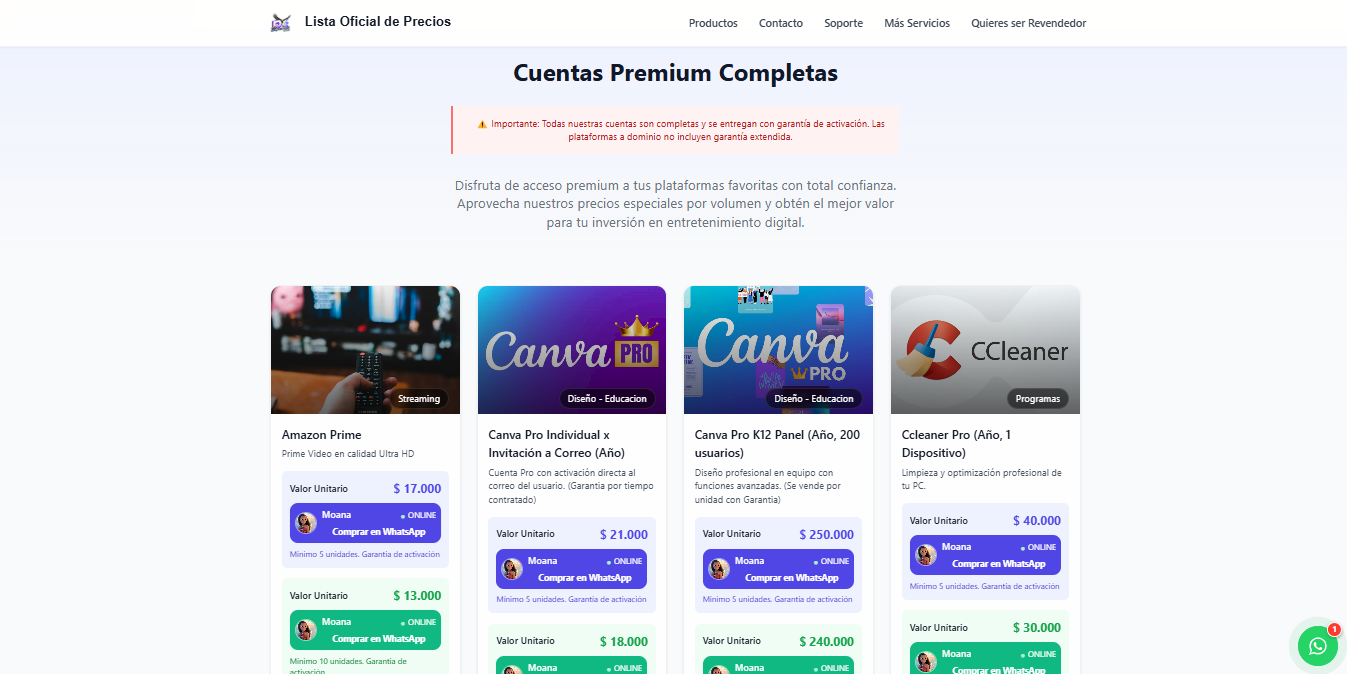 Lista Oficial de Precios
Productos
Contacto
Soporte
Más Servicios
Quieres ser Revendedor
Cuentas Premium Completas
⚠️ Importante: Todas nuestras cuentas son completas y se entregan con garantía de activación. Las
plataformas a dominio no incluyen garantía extendida.
Disfruta de acceso premium a tus plataformas favoritas con total confianza.
Aprovecha nuestros precios especiales por volumen y obtén el mejor valor
para tu inversión en entretenimiento digital.
Streaming
Amazon Prime
Prime Video en calidad Ultra HD
Valor Unitario
$ 17.000
Moana
ONLINE
Comprar en WhatsApp
Mínimo 5 unidades. Garantía de activación
Valor Unitario
$ 13.000
Moana
ONLINE
Comprar en WhatsApp
Mínimo 10 unidades. Garantía de
activación
Canva PRO
Diseño - Educacion
Canva Pro Individual x
Invitación a Correo (Año)
Cuenta Pro con activación directa al
correo del usuario. (Garantia por tiempo
contratado)
Valor Unitario
$ 21.000
Moana
ONLINE
Comprar en WhatsApp
Mínimo 5 unidades. Garantía de activación
Valor Unitario
$ 18.000
Moana
ONLINE
Canva
PRO
Diseño - Educacion
Canva Pro K12 Panel (Año, 200
usuarios)
Diseño profesional en equipo con
funciones avanzadas. (Se vende por
unidad con Garantia)
Valor Unitario
$ 250.000
Moana
ONLINE
Comprar en WhatsApp
Mínimo 5 unidades. Garantía de activación
Valor Unitario
$ 240.000
Moana
ONLINE
CCleaner
Programas
Ccleaner Pro (Año, 1
Dispositivo)
Limpieza y optimización profesional de
tu PC.
Valor Unitario
$ 40.000
Moana
ONLINE
Comprar en WhatsApp
Mínimo 5 unidades. Garantía de activación
Valor Unitario
$ 30.000
Moana
ONLINE
Comprar en WhatsApp
1